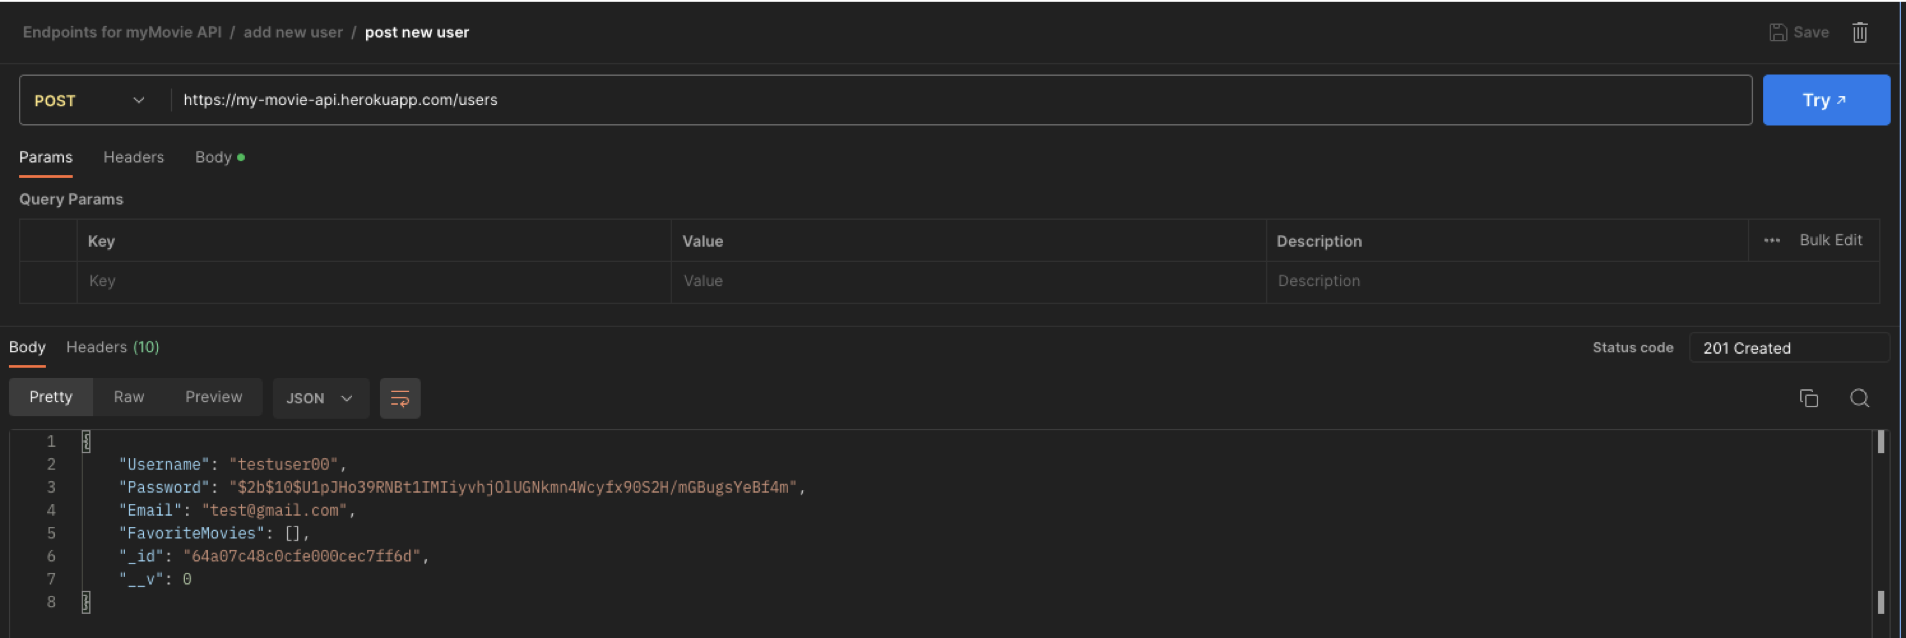 Endpoints for myMovie API / add new user / post new user
Save
POST https://my-movie-api.herokuapp.com/users
Try ↗
Params Headers Body
Query Params
Key Value Description ••• Bulk Edit
Key Value Description
Body Headers (10) Status code 201 Created
Pretty Raw Preview JSON
1 {
2 "Username": "testuser00",
3 "Password": "$2b$10$U1pJHo39RNBt1IMIiyvhjOlUGNkmn4Wcyfx90S2H/mGBugsYeBf4m",
4 "Email": "test@gmail.com",
5 "FavoriteMovies": [],
6 "_id": "64a07c48c0cfe000cec7ff6d",
7 "__v": 0
8 }